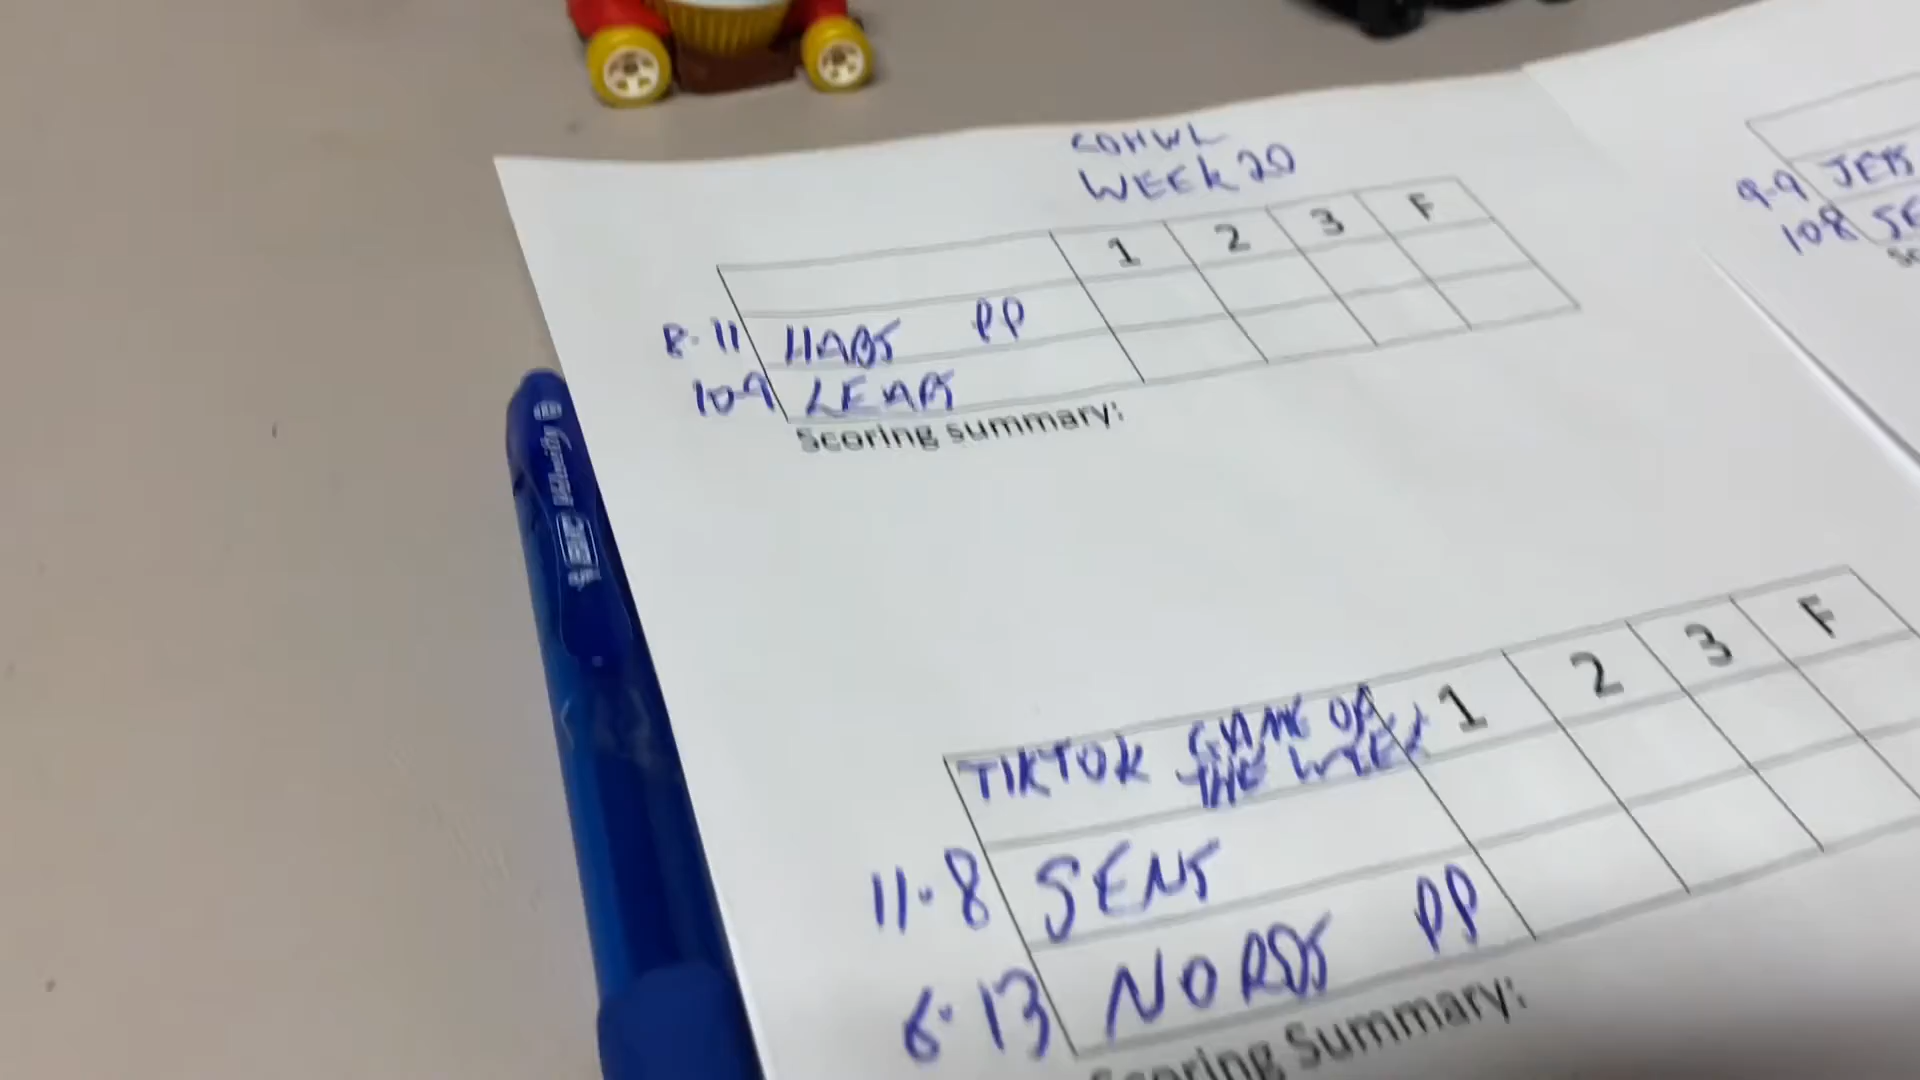 COHWL
WEEK 20
1 2 3 F
8-11 HABS PP
10-9 LEAFS
Scoring summary:
TIKTOK GAME OF THE WEEK 1 2 3 F
11-8 SENS
6-13 NORDS PP
Scoring Summary:
9-9 JETS
10-8
BIC